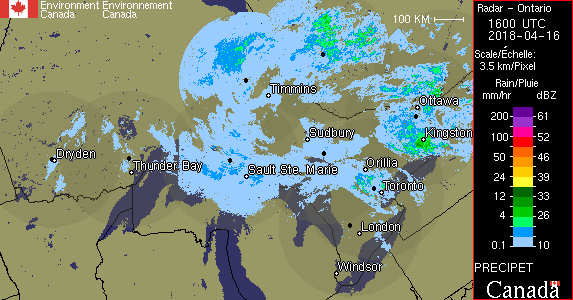 Environment Environnement
Canada Canada
100 KM
Timmins
Ottawa
Sudbury
Kingston
Dryden
Thunder Bay
Sault Ste. Marie
Orillia
Toronto
London
Windsor
Radar - Ontario
1600 UTC
2018-04-16
Scale/Échelle:
3.5 km/Pixel
Rain/Pluie
mm/hr dBZ
200 61
100 52
50 46
24 39
12 33
4 26
0.1 10
PRECIPET
Canada